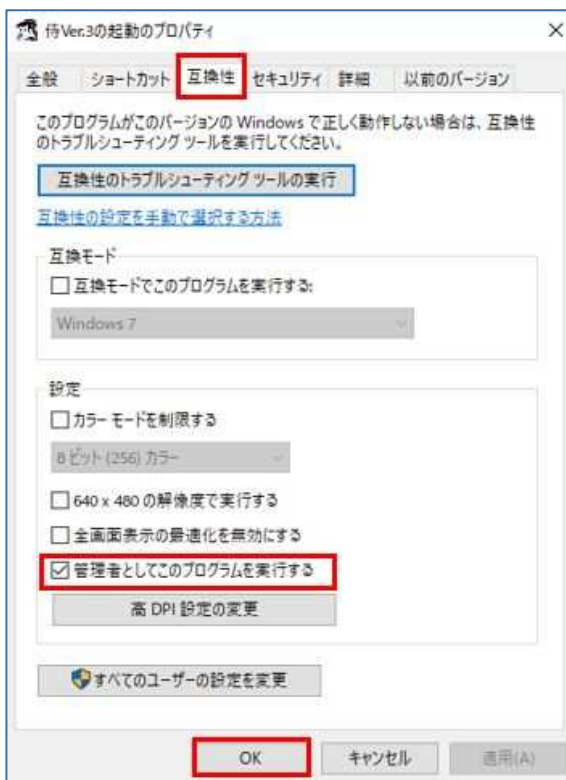 侍Ver.3の起動のプロパティ
全般 ショートカット 互換性 セキュリティ 詳細 以前のバージョン
このプログラムがこのバージョンの Windows で正しく動作しない場合は、互換性
のトラブルシューティング ツールを実行してください。
互換性のトラブルシューティング ツールの実行
互換性の設定を手動で選択する方法
互換モード
互換モードでこのプログラムを実行する:
Windows 7
設定
カラー モードを制限する
8 ビット (256) カラー
640 x 480 の解像度で実行する
全画面表示の最適化を無効にする
管理者としてこのプログラムを実行する
高 DPI 設定の変更
すべてのユーザーの設定を変更
OK キャンセル 適用(A)